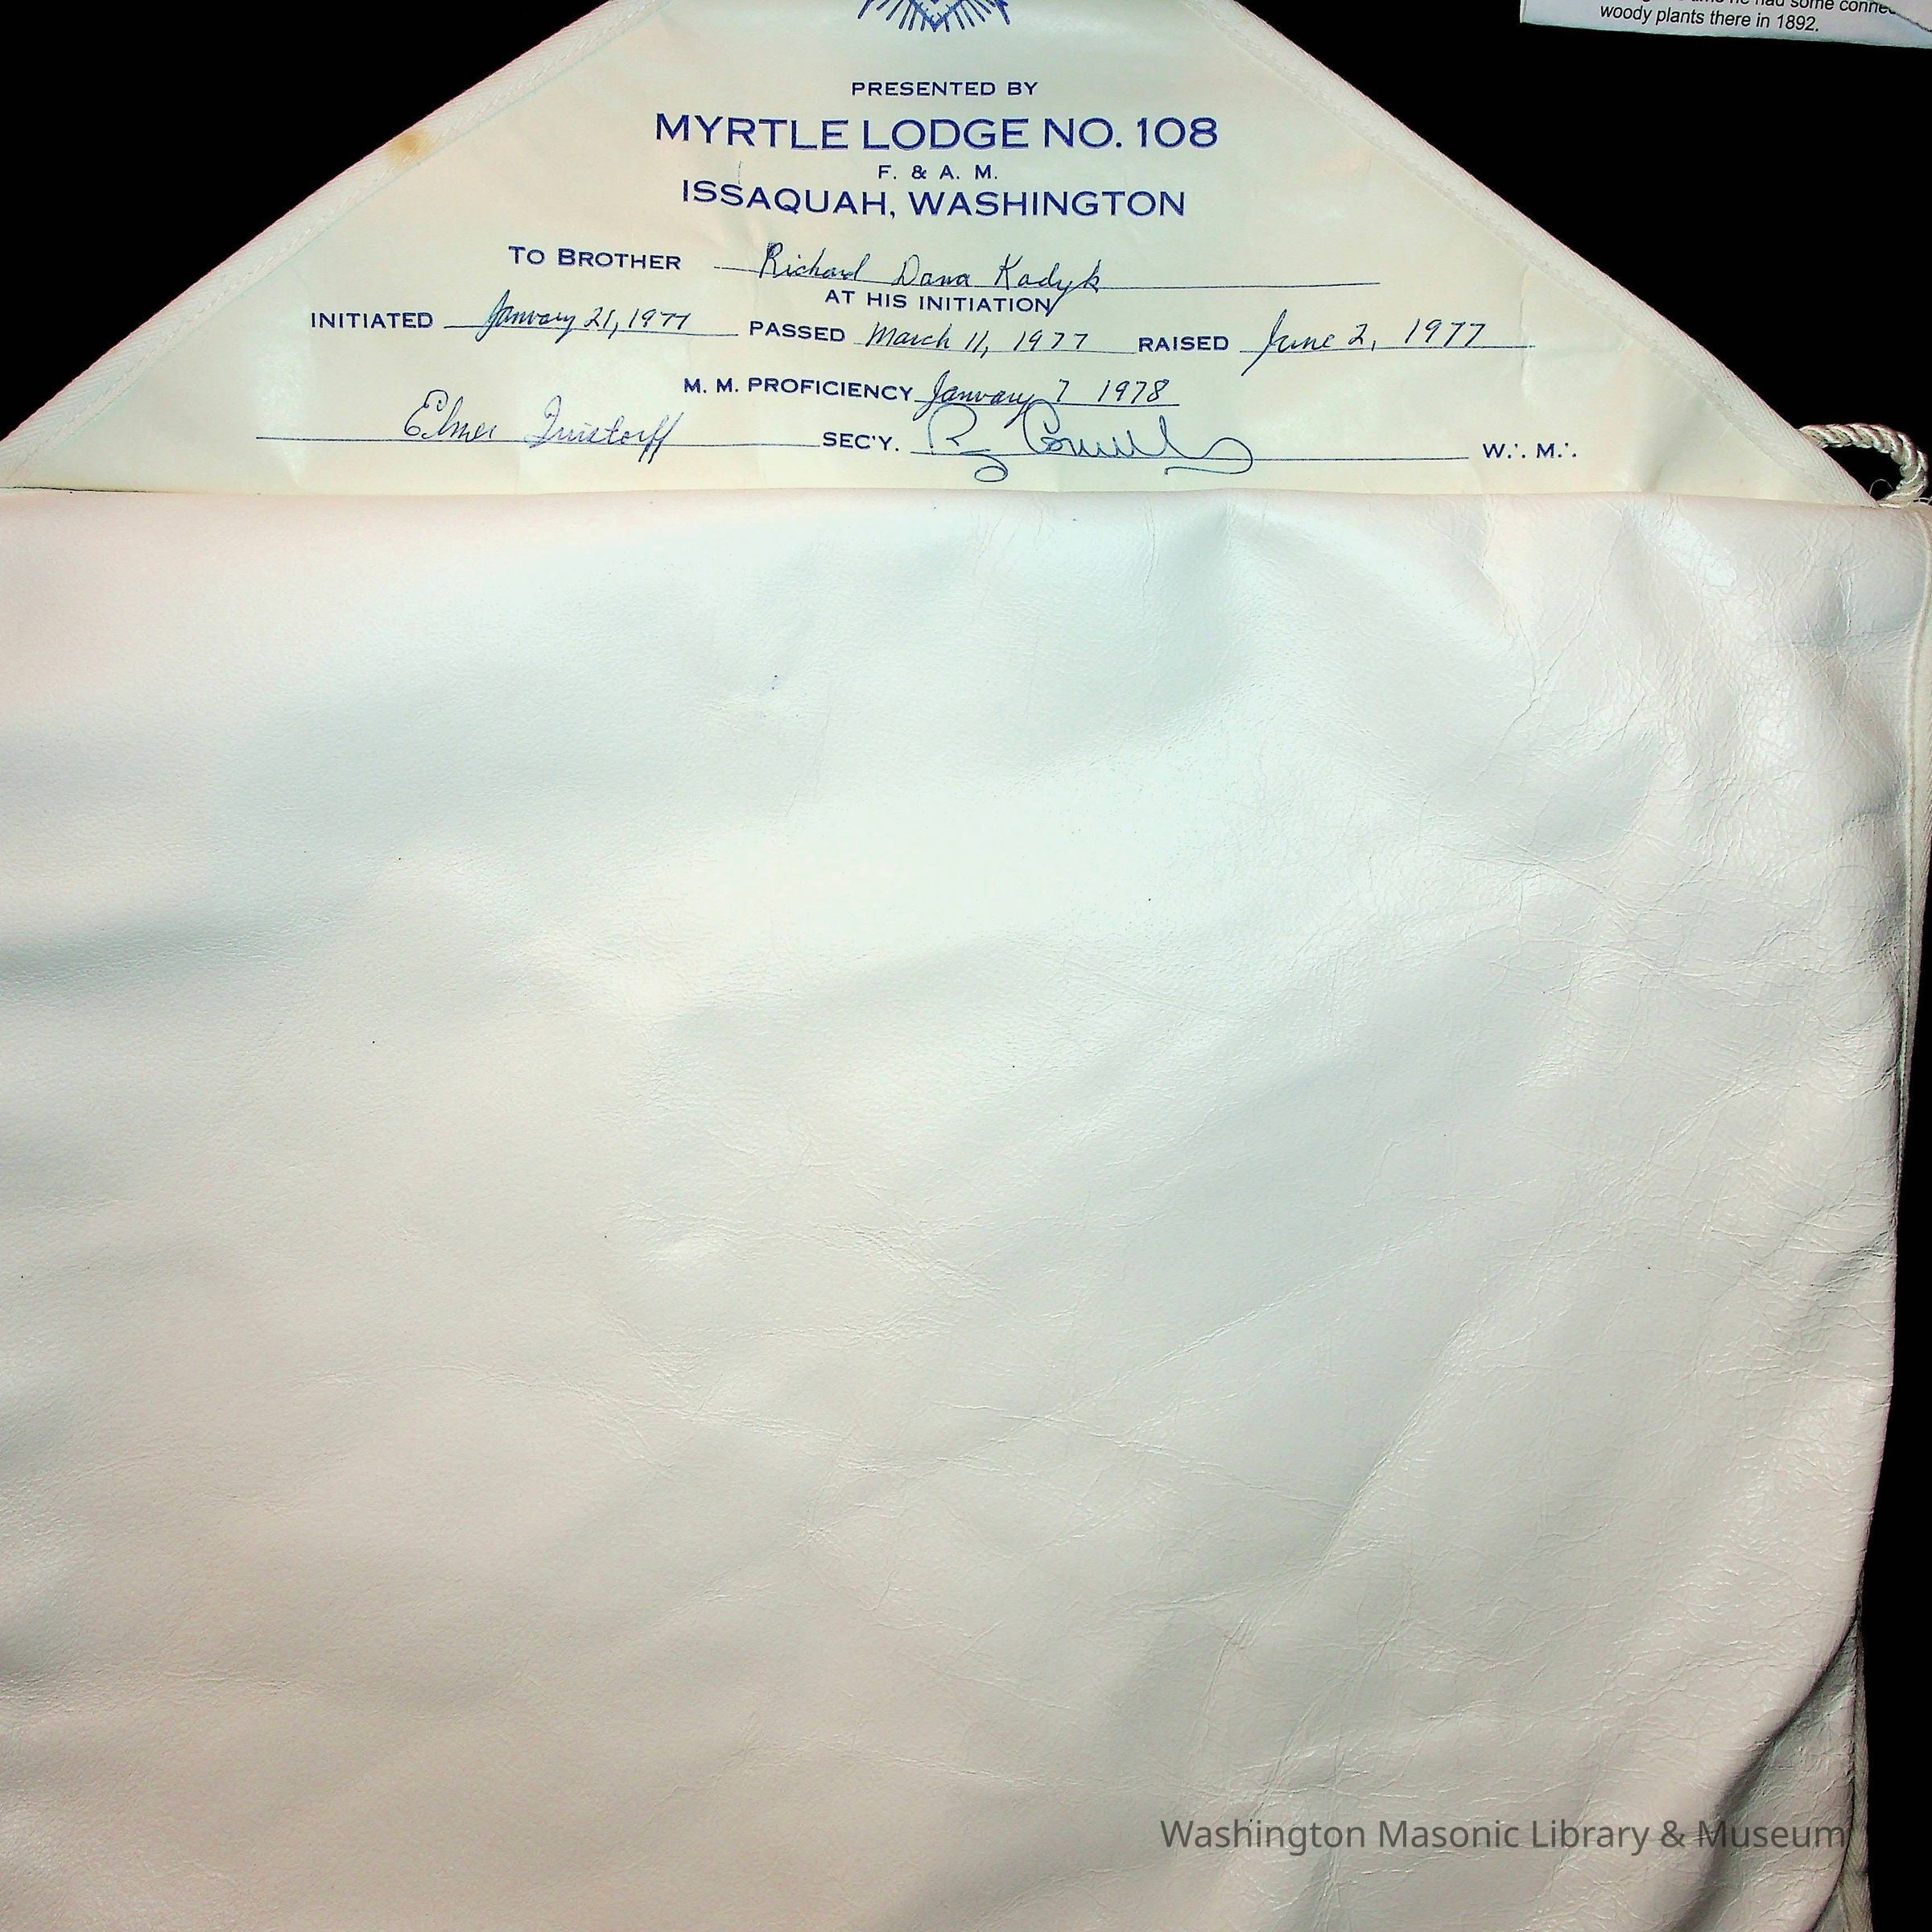 had some
woody plants there in 1892.
PRESENTED BY
MYRTLE LODGE NO. 108
F. & A. M.
ISSAQUAH, WASHINGTON
TO BROTHER Richard Dana Kadyk
AT HIS INITIATION
INITIATED January 21, 1977 PASSED March 11, 1977 RAISED June 2, 1977
M. M. PROFICIENCY January 7 1978
Elmer SEC'Y. W∴ M∴
Washington Masonic Library & Museum